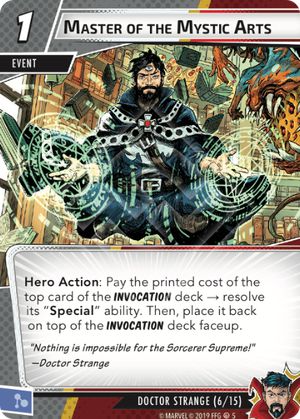 1
MASTER OF THE MYSTIC ARTS
EVENT
Hero Action: Pay the printed cost of the
top card of the INVOCATION deck → resolve
its “Special” ability. Then, place it back
on top of the INVOCATION deck faceup.
"Nothing is impossible for the Sorcerer Supreme!"
—Doctor Strange
DOCTOR STRANGE (6/15)
© MARVEL © 2019 FFG 5